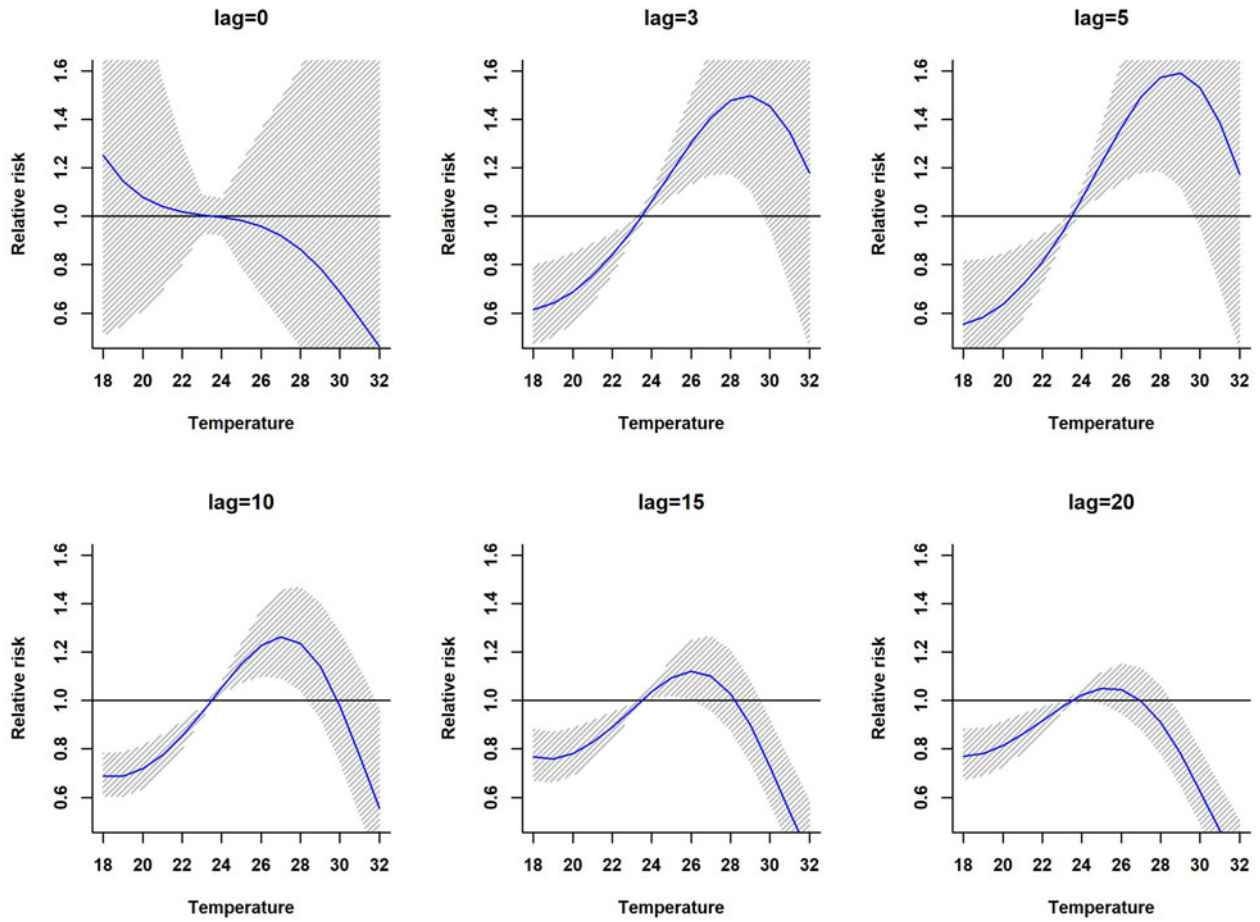 lag=0
Relative risk
0.6 0.8 1.0 1.2 1.4 1.6
18 20 22 24 26 28 30 32
Temperature
lag=3
Relative risk
0.6 0.8 1.0 1.2 1.4 1.6
18 20 22 24 26 28 30 32
Temperature
lag=5
Relative risk
0.6 0.8 1.0 1.2 1.4 1.6
18 20 22 24 26 28 30 32
Temperature
lag=10
Relative risk
0.6 0.8 1.0 1.2 1.4 1.6
18 20 22 24 26 28 30 32
Temperature
lag=15
Relative risk
0.6 0.8 1.0 1.2 1.4 1.6
18 20 22 24 26 28 30 32
Temperature
lag=20
Relative risk
0.6 0.8 1.0 1.2 1.4 1.6
18 20 22 24 26 28 30 32
Temperature